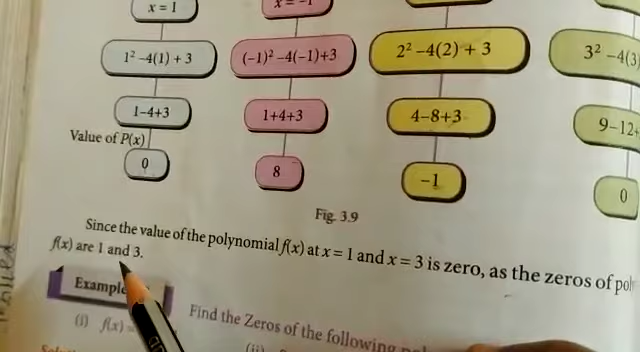 x = 1
x = −1
1² −4(1) + 3
(−1)² −4(−1)+3
2² −4(2) + 3
3² −4(3)
1−4+3
1+4+3
4−8+3
9−12+
Value of P(x)
0
8
−1
0
Fig. 3.9
Since the value of the polynomial f(x) at x = 1 and x = 3 is zero, as the zeros of
f(x) are 1 and 3.
Example
Find the Zeros of the following
(i) f(x) =
(ii)